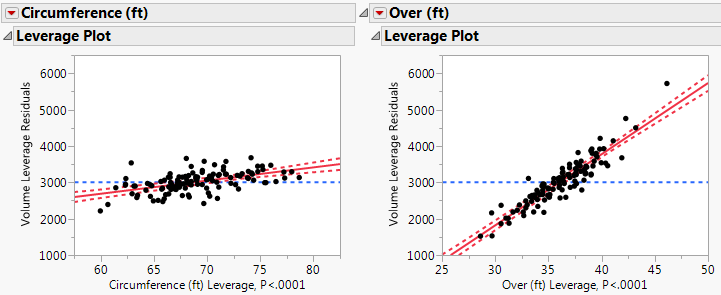 Circumference (ft)
Leverage Plot
Volume Leverage Residuals
6000
5000
4000
3000
2000
1000
60 65 70 75 80
Circumference (ft) Leverage, P<.0001
Over (ft)
Leverage Plot
Volume Leverage Residuals
6000
5000
4000
3000
2000
1000
25 30 35 40 45 50
Over (ft) Leverage, P<.0001